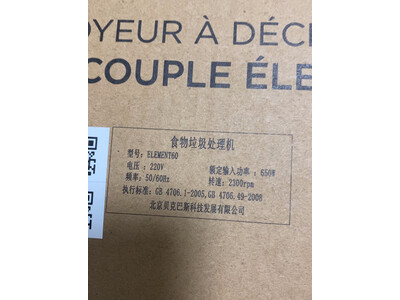 OYEUR À DÉC
COUPLE ÉLE
食物垃圾处理机
型号: ELEMENT60
电压: 220V 额定输入功率: 650W
频率: 50/60Hz 转速: 2300rpm
执行标准: GB 4706.1-2005,GB 4706.49-2008
北京贝克巴斯科技发展有限公司